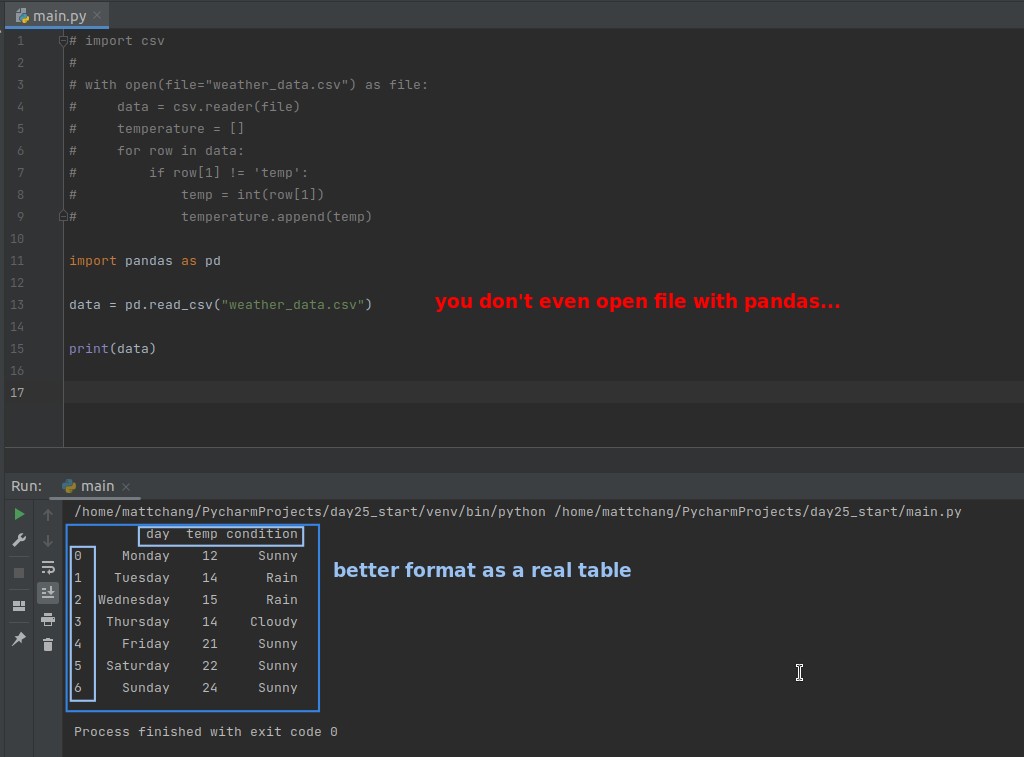 main.py
1 # import csv
2 #
3 # with open(file="weather_data.csv") as file:
4 #     data = csv.reader(file)
5 #     temperature = []
6 #     for row in data:
7 #         if row[1] != 'temp':
8 #             temp = int(row[1])
9 #             temperature.append(temp)
10
11 import pandas as pd
12
13 data = pd.read_csv("weather_data.csv") you don't even open file with pandas...
14
15 print(data)
16
17
Run: main
/home/mattchang/PycharmProjects/day25_start/venv/bin/python /home/mattchang/PycharmProjects/day25_start/main.py
day temp condition
0 Monday 12 Sunny
better format as a real table
1 Tuesday 14 Rain
2 Wednesday 15 Rain
3 Thursday 14 Cloudy
4 Friday 21 Sunny
5 Saturday 22 Sunny
6 Sunday 24 Sunny
Process finished with exit code 0